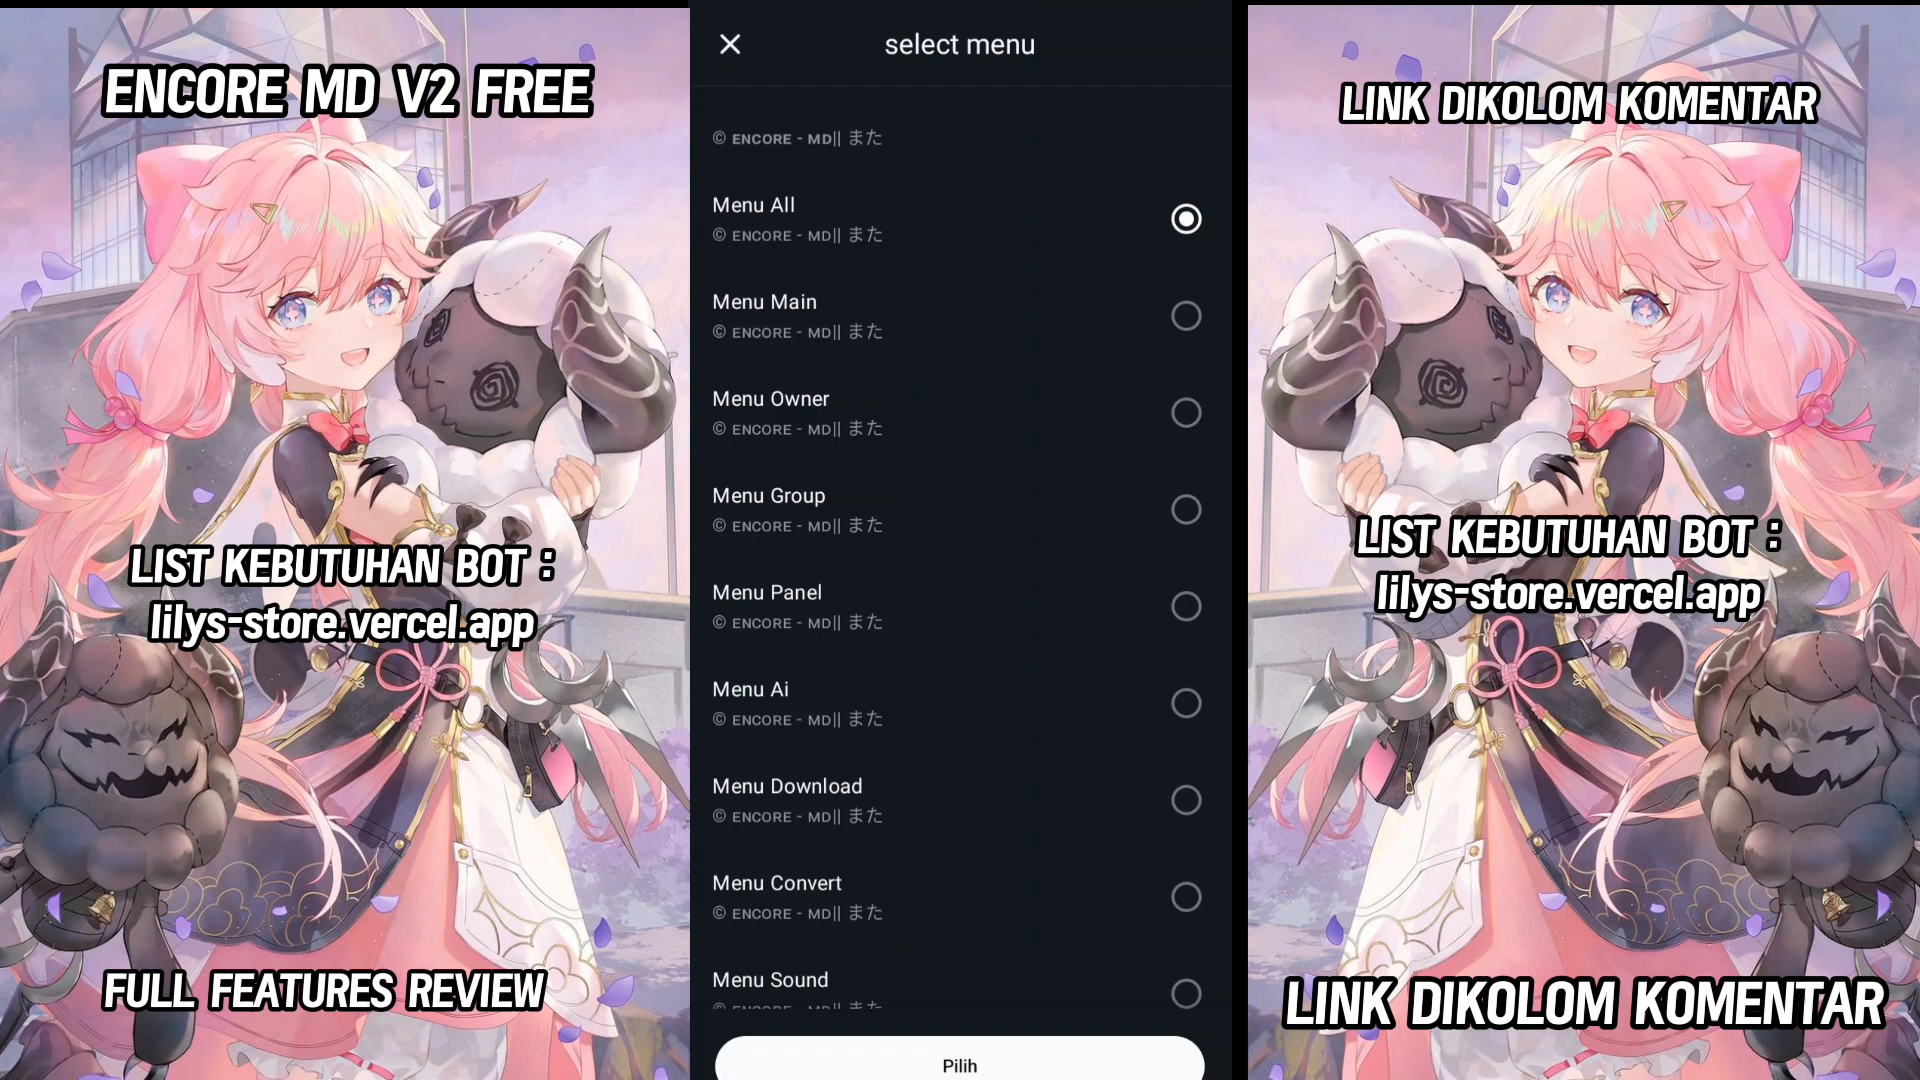 ENCORE MD V2 FREE
LIST KEBUTUHAN BOT :
lilys-store.vercel.app
FULL FEATURES REVIEW
select menu
© ENCORE - MD|| また
Menu All
© ENCORE - MD|| また
Menu Main
© ENCORE - MD|| また
Menu Owner
© ENCORE - MD|| また
Menu Group
© ENCORE - MD|| また
Menu Panel
© ENCORE - MD|| また
Menu Ai
© ENCORE - MD|| また
Menu Download
© ENCORE - MD|| また
Menu Convert
© ENCORE - MD|| また
Menu Sound
© ENCORE - MD|| また
Pilih
LINK DIKOLOM KOMENTAR
LIST KEBUTUHAN BOT :
lilys-store.vercel.app
LINK DIKOLOM KOMENTAR